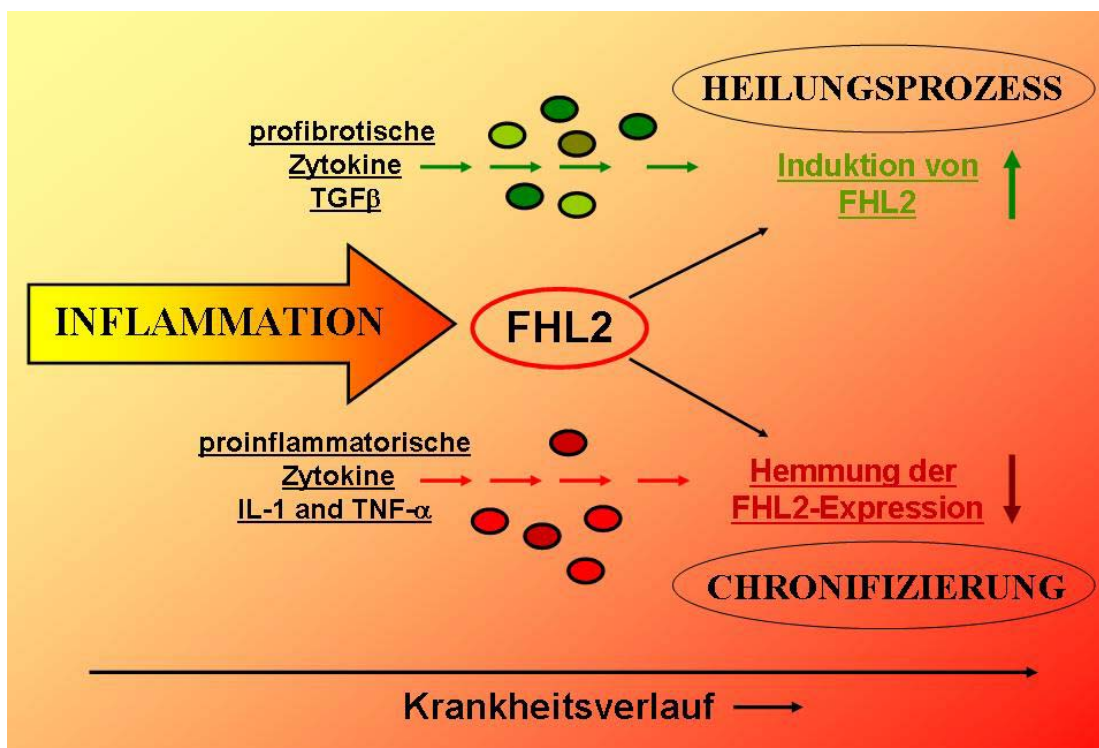 HEILUNGSPROZESS
profibrotische
Zytokine
TGFβ
Induktion von
FHL2
INFLAMMATION
FHL2
proinflammatorische
Zytokine
IL-1 and TNF-α
Hemmung der
FHL2-Expression
CHRONIFIZIERUNG
Krankheitsverlauf